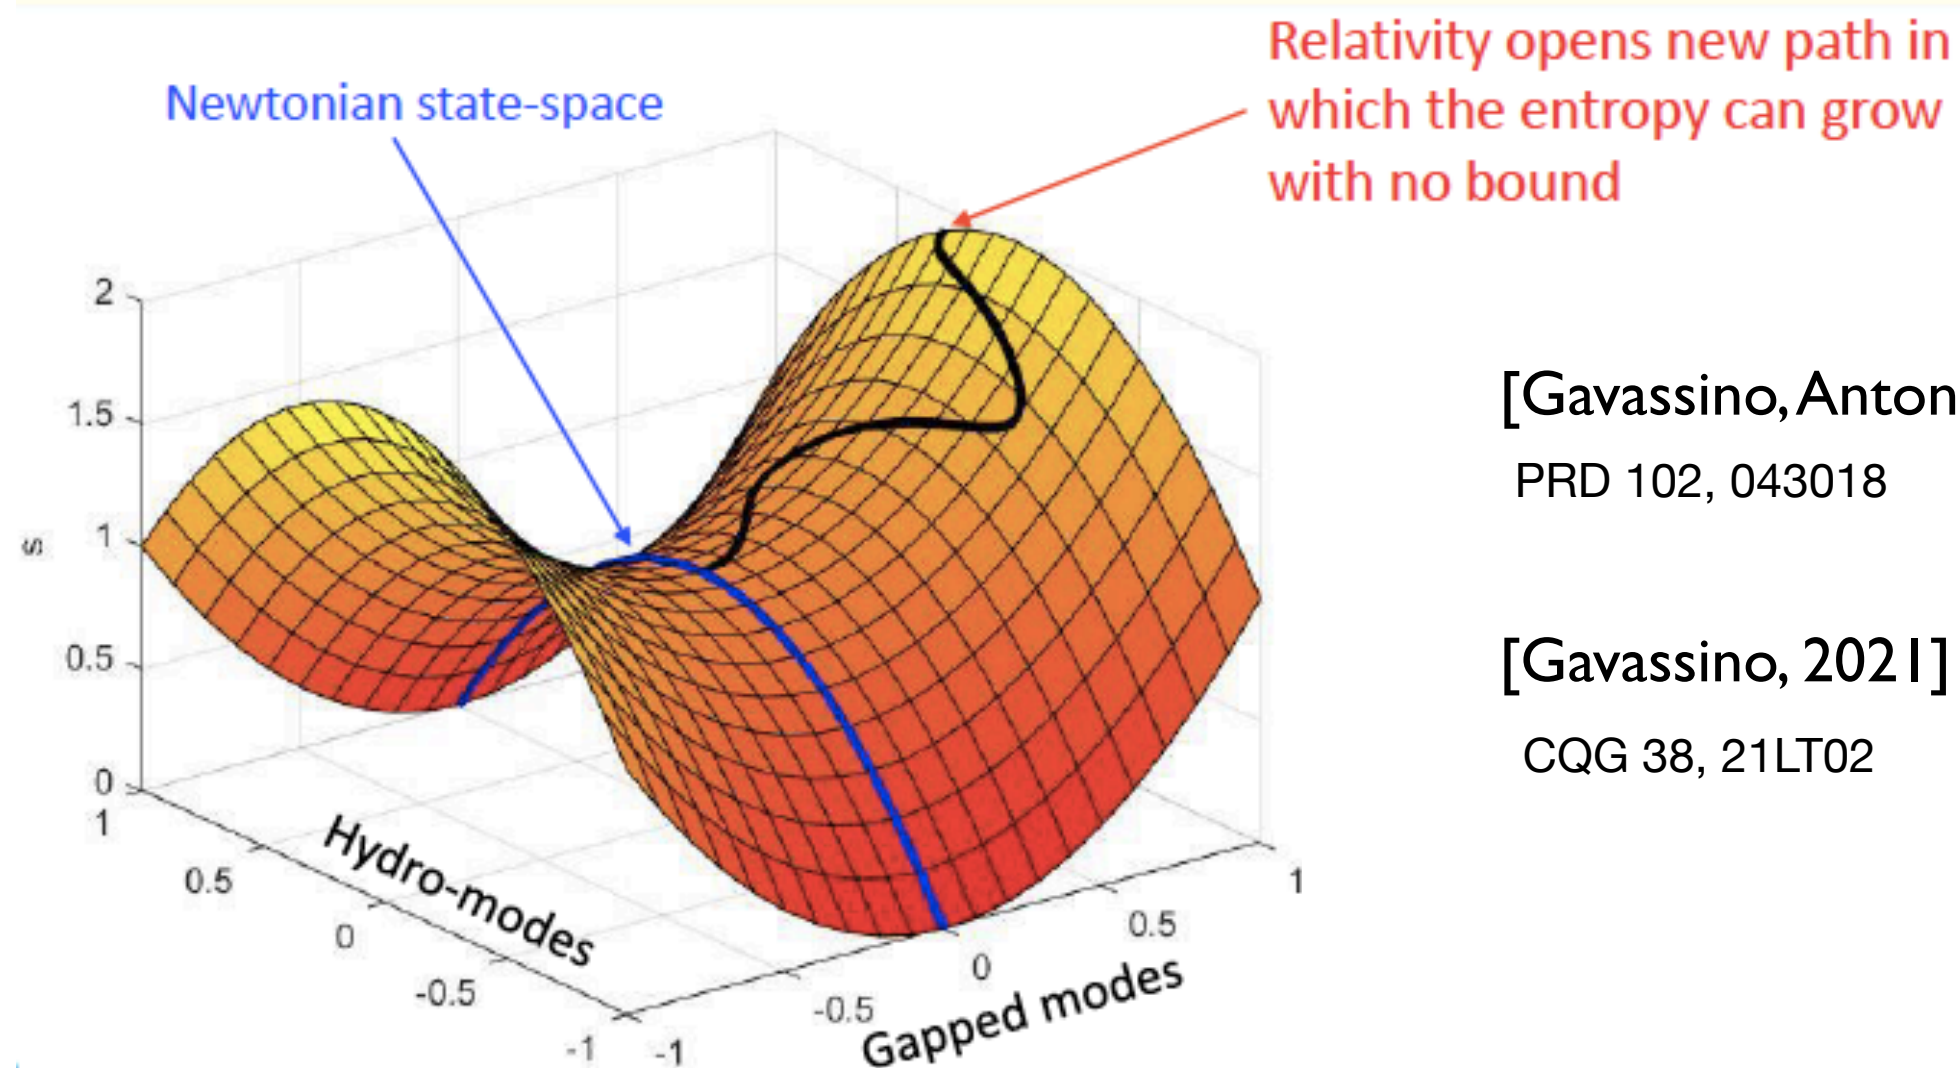 Relativity opens new path in
which the entropy can grow
with no bound
Newtonian state-space
2
1.5
1
0.5
0
s
1
0.5
0
-0.5
-1
Hydro-modes
-1
-0.5
0
0.5
1
Gapped modes
[Gavassino, Anton
PRD 102, 043018
[Gavassino, 2021]
CQG 38, 21LT02